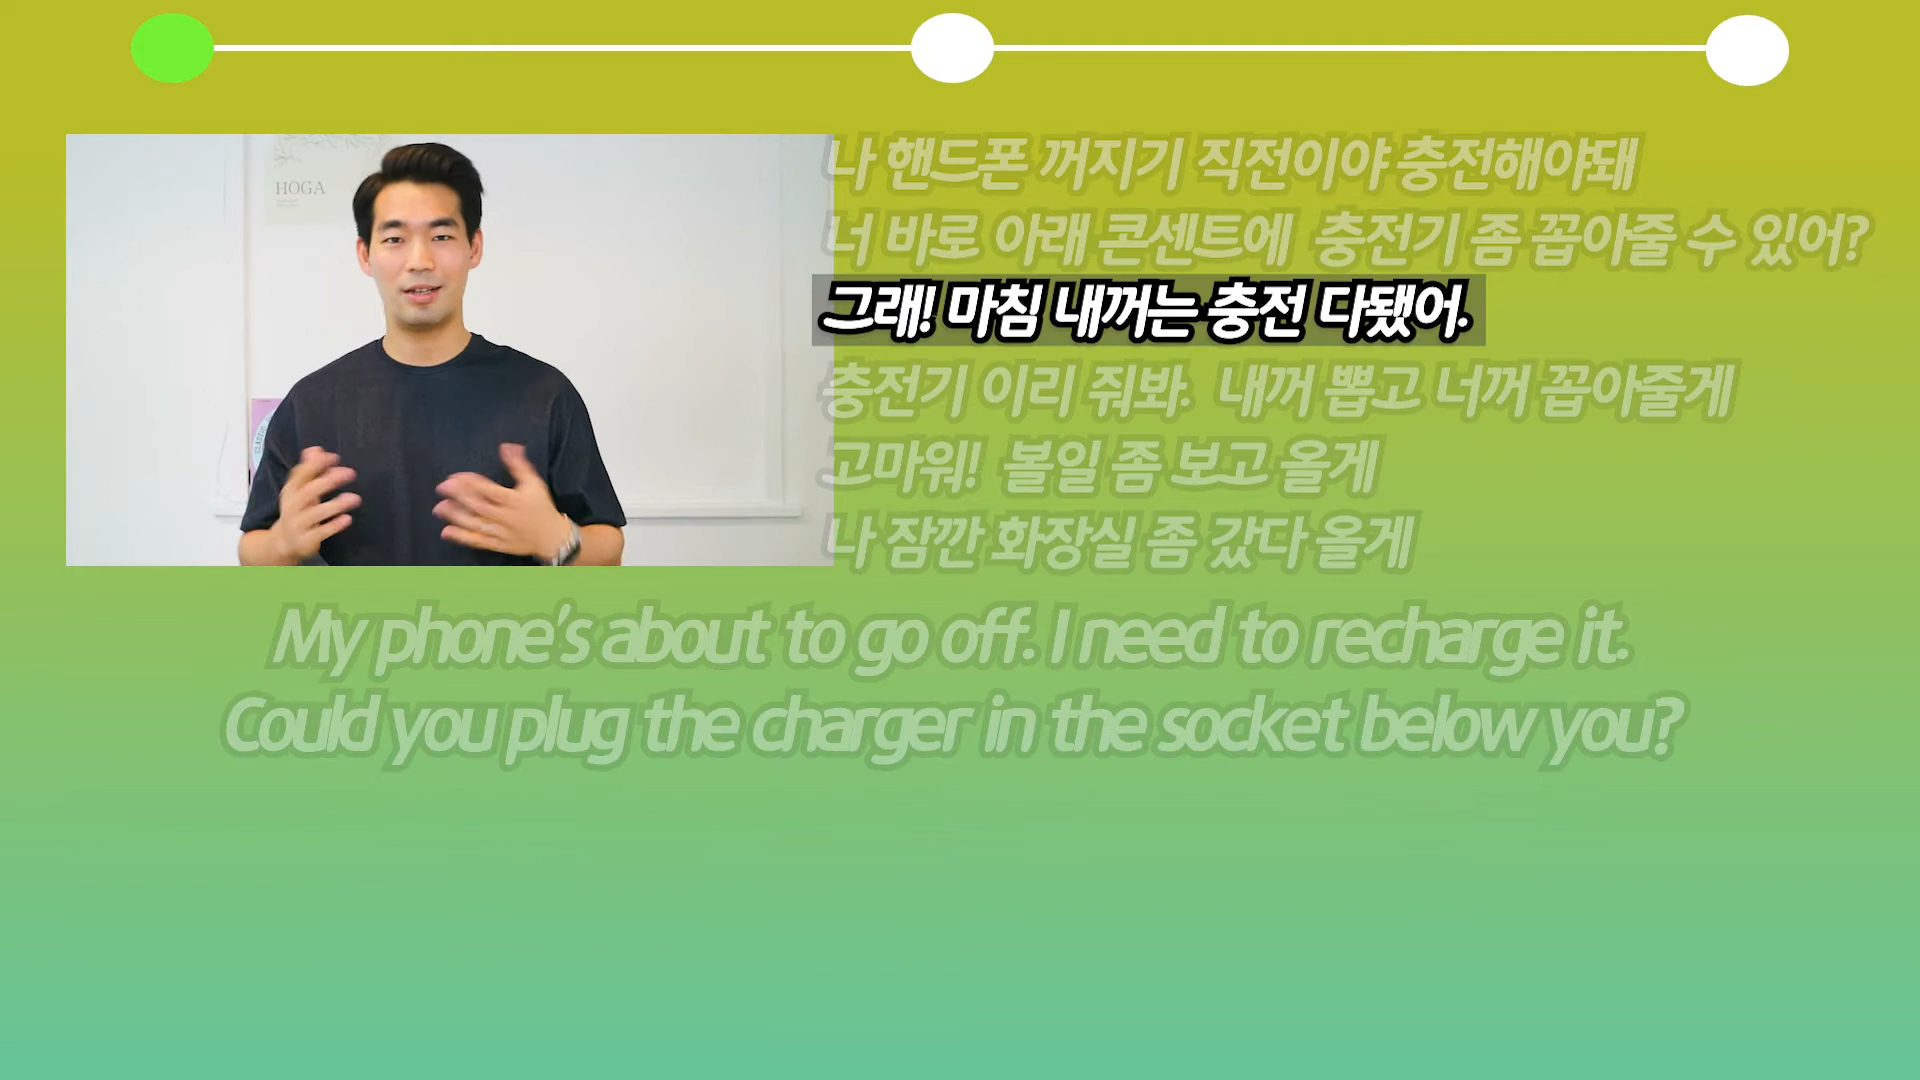 HOGA
나 핸드폰 꺼지기 직전이야 충전해야돼
너 바로 아래 콘센트에 충전기 좀 꼽아줄 수 있어?
그래! 마침 내꺼는 충전 다됐어.
충전기 이리 줘봐. 내꺼 뽑고 너꺼 꼽아줄게
고마워! 볼일 좀 보고 올게
나 잠깐 화장실 좀 갔다 올게
My phone's about to go off. I need to recharge it.
Could you plug the charger in the socket below you?